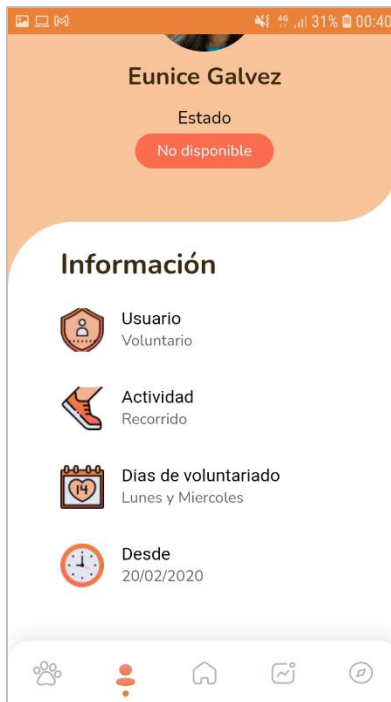 4G 31% 00:40
Eunice Galvez
Estado
No disponible
Información
Usuario
Voluntario
Actividad
Recorrido
14
Dias de voluntariado
Lunes y Miercoles
Desde
20/02/2020